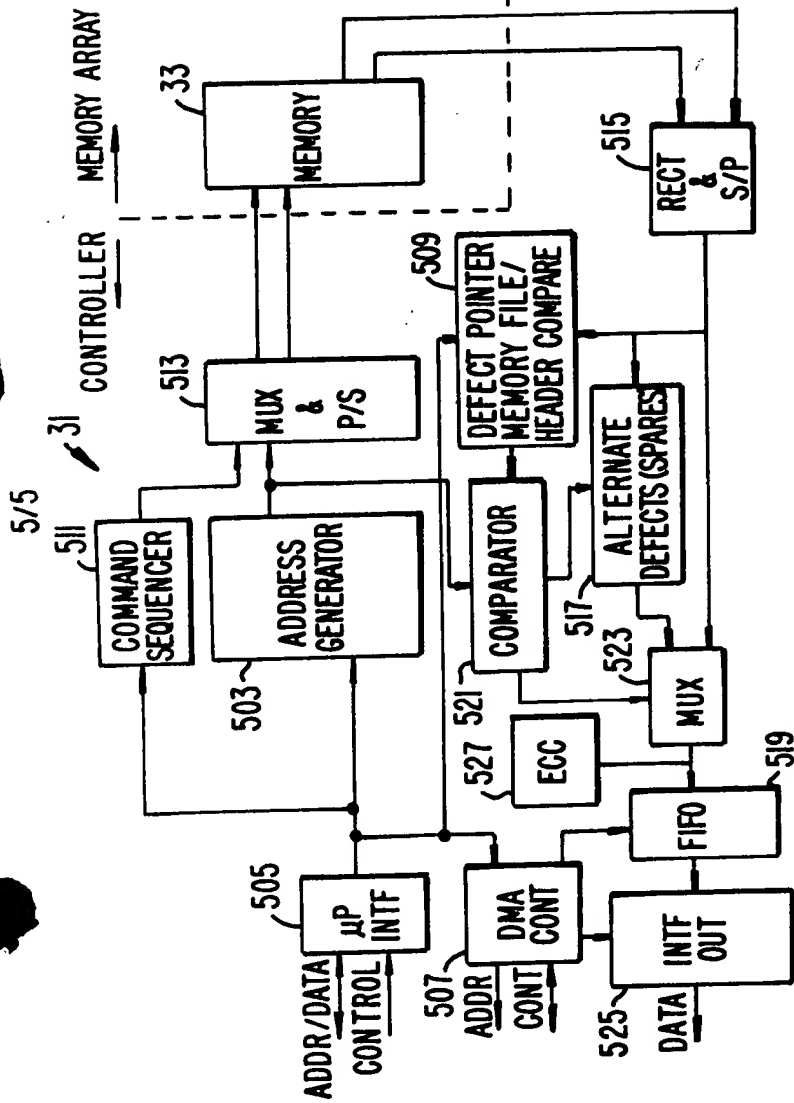 5/5
31
CONTROLLER
MEMORY ARRAY
511
COMMAND
SEQUENCER
513
MUX
&
P/S
33
MEMORY
503
ADDRESS
GENERATOR
505
µP
INTF
ADDR/DATA
CONTROL
509
DEFECT POINTER
MEMORY FILE/
HEADER COMPARE
521
COMPARATOR
515
RECT
&
S/P
507
DMA
CONT
ADDR
CONT
527
ECC
517
ALTERNATE
DEFECTS(SPARES)
523
MUX
519
FIFO
525
INTF
OUT
DATA